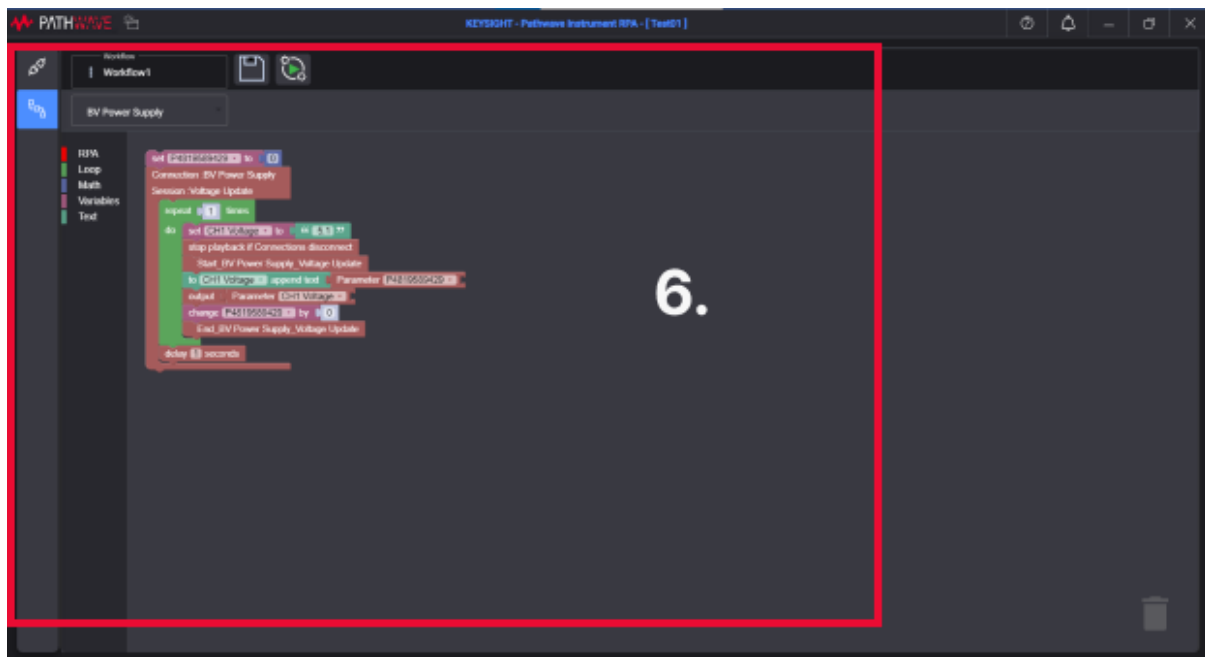 PATHWAVE
KEYSIGHT - Pathwave Instrument RPA - [ Test01 ]
Workflow
Workflow1
BV Power Supply
RPA
Loop
Math
Variables
Text
set P4819589429 to 0
Connection :BV Power Supply
Session :Voltage Update
repeat 1 times
do set CH1 Voltage to “ 5.1 ”
stop playback if Connections disconnect
Start_BV Power Supply_Voltage Update
to CH1 Voltage append text Parameter P4819589429
output Parameter CH1 Voltage
change P4819589429 by 0
End_BV Power Supply_Voltage Update
delay 1 seconds
6.